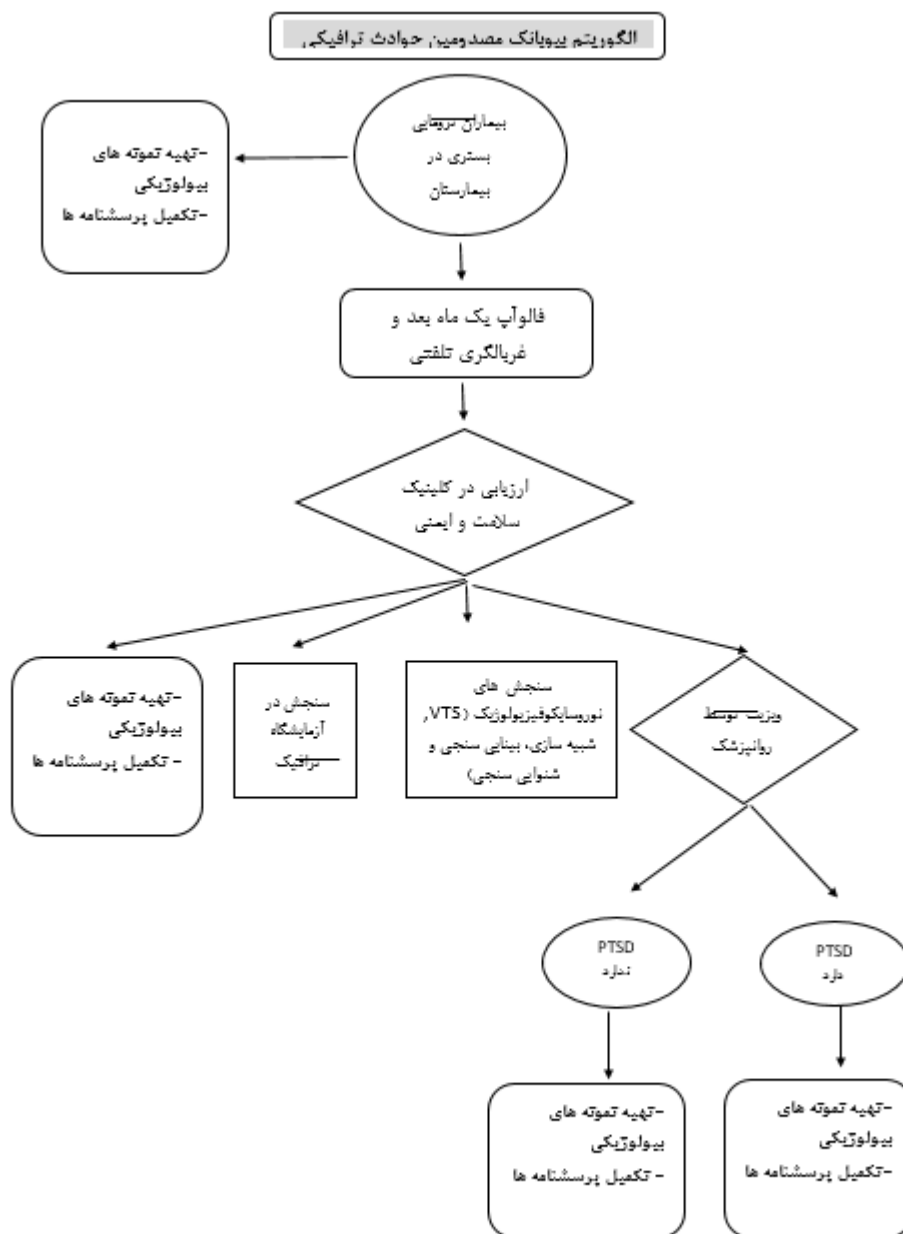 الگوریتم بیوبانک مصدومین حوادث ترافیکی
بیماران ترومایی
بستری در
بیمارستان
-تهیه نمونه های
بیولوژیکی
-تکمیل پرسشنامه ها
فالوآپ یک ماه بعد و
غربالگری تلفنی
ارزیابی در کلینیک
سلامت و ایمنی
ویزیت توسط
روانپزشک
سنجش های
نوروسایکوفیزیولوژیک (VTS,
شبیه سازی، بینایی سنجی و
شنوایی سنجی)
سنجش در
آزمایشگاه
ترافیک
-تهیه نمونه های
بیولوژیکی
- تکمیل پرسشنامه ها
PTSD
دارد
PTSD
ندارد
-تهیه نمونه های
بیولوژیکی
-تکمیل پرسشنامه ها
-تهیه نمونه های
بیولوژیکی
- تکمیل پرسشنامه ها